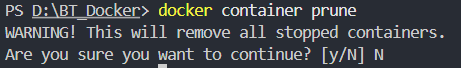 PS D:\BT_Docker> docker container prune
WARNING! This will remove all stopped containers.
Are you sure you want to continue? [y/N] N